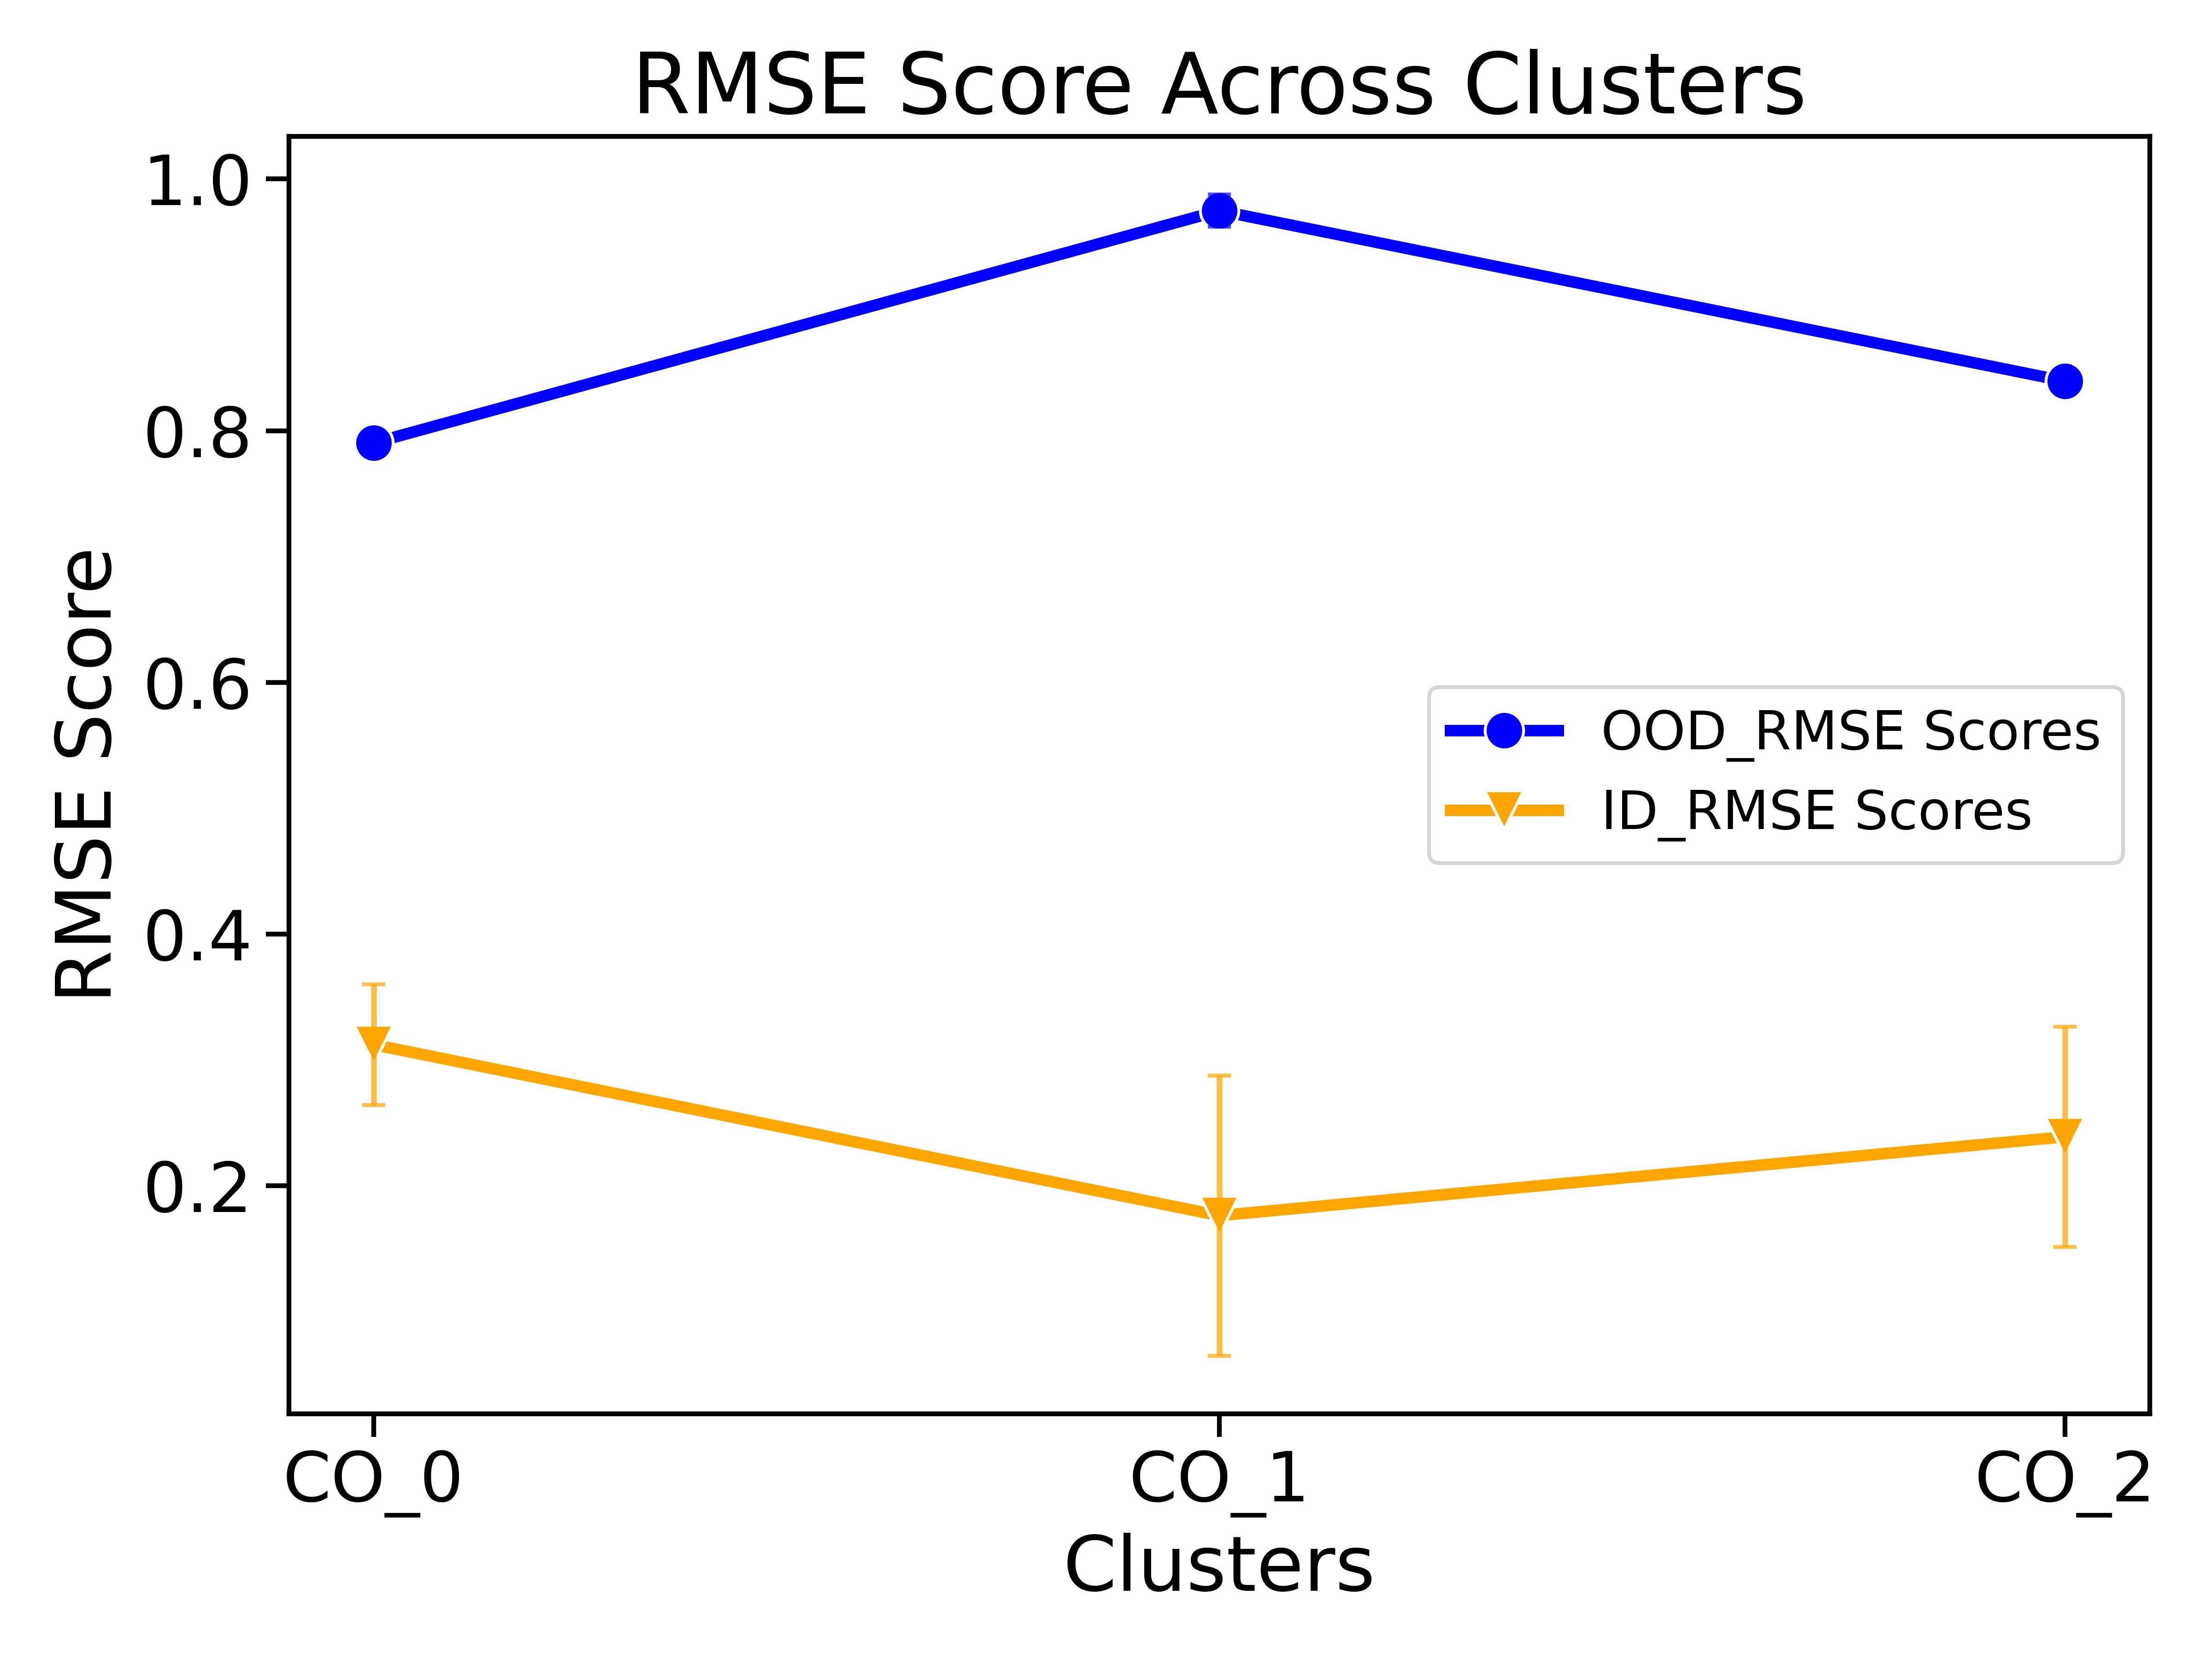 RMSE Score Across Clusters
1.0
0.8
0.6
0.4
0.2
RMSE Score
OOD_RMSE Scores
ID_RMSE Scores
CO_0 CO_1 CO_2
Clusters